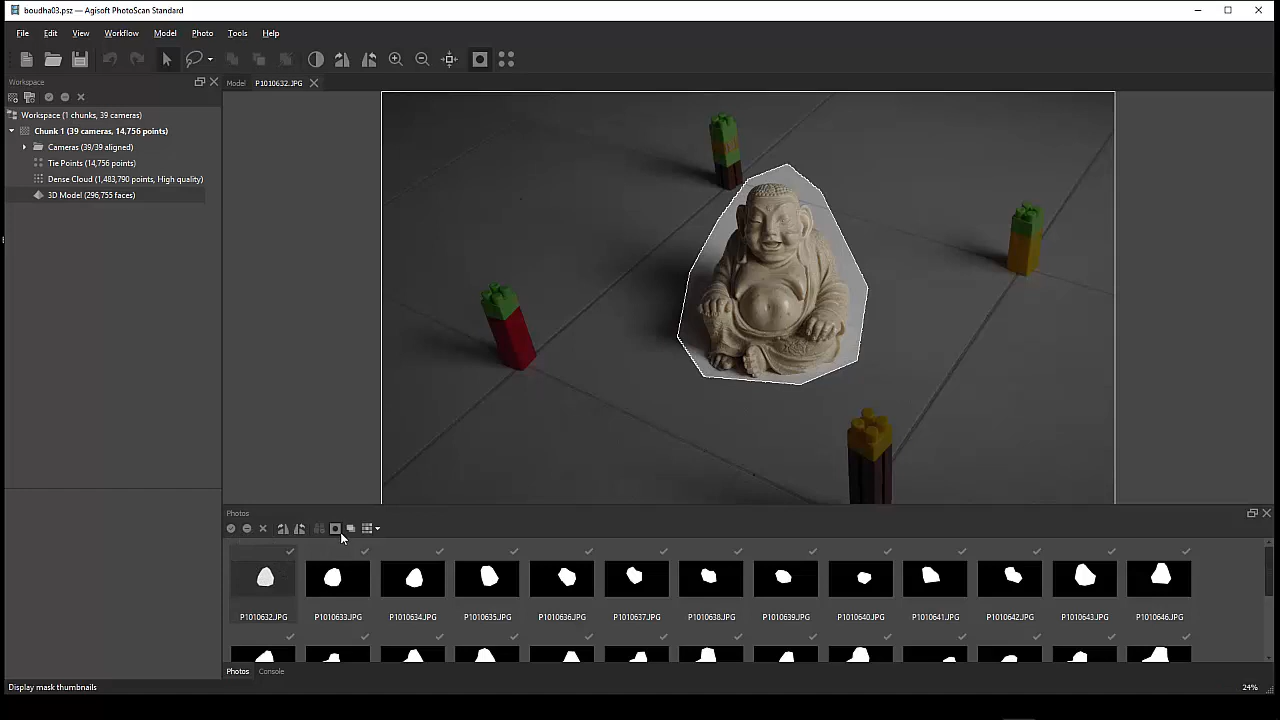 boudha03.psz — Agisoft PhotoScan Standard
File Edit View Workflow Model Photo Tools Help
Workspace
Model P1010632.JPG
Workspace (1 chunks, 39 cameras)
Chunk 1 (39 cameras, 14,756 points)
Cameras (39/39 aligned)
Tie Points (14,756 points)
Dense Cloud (1,483,790 points, High quality)
3D Model (296,755 faces)
Photos
P1010632.JPG P1010633.JPG P1010634.JPG P1010635.JPG P1010636.JPG P1010637.JPG P1010638.JPG P1010639.JPG P1010640.JPG P1010641.JPG P1010642.JPG P1010643.JPG P1010646.JPG
Photos Console
Display mask thumbnails
24%